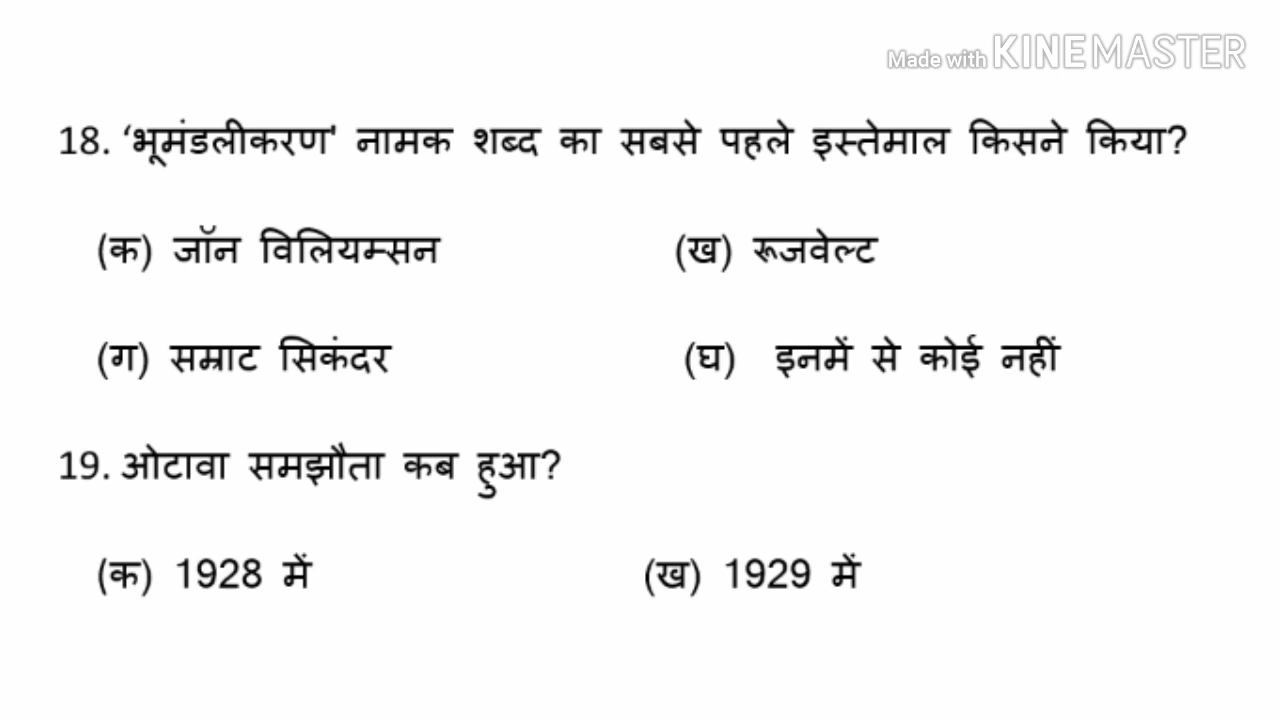 Made with KINEMASTER
18. ‘भूमंडलीकरण' नामक शब्द का सबसे पहले इस्तेमाल किसने किया?
(क) जॉन विलियम्सन (ख) रूजवेल्ट
(ग) सम्राट सिकंदर (घ) इनमें से कोई नहीं
19. ओटावा समझौता कब हुआ?
(क) 1928 में (ख) 1929 में